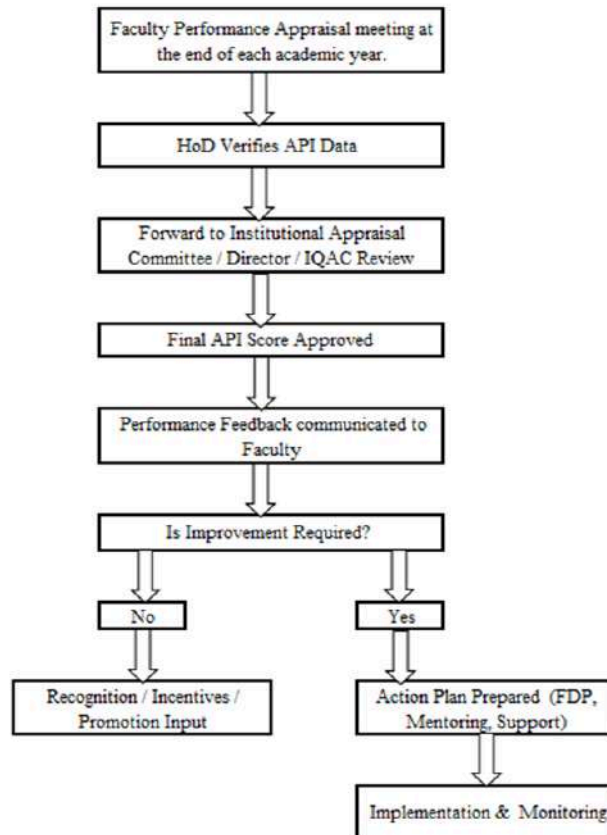 Faculty Performance Appraisal meeting at
the end of each academic year.
HoD Verifies API Data
Forward to Institutional Appraisal
Committee / Director / IQAC Review
Final API Score Approved
Performance Feedback communicated to
Faculty
Is Improvement Required?
No
Yes
Recognition / Incentives /
Promotion Input
Action Plan Prepared (FDP,
Mentoring, Support)
Implementation & Monitoring